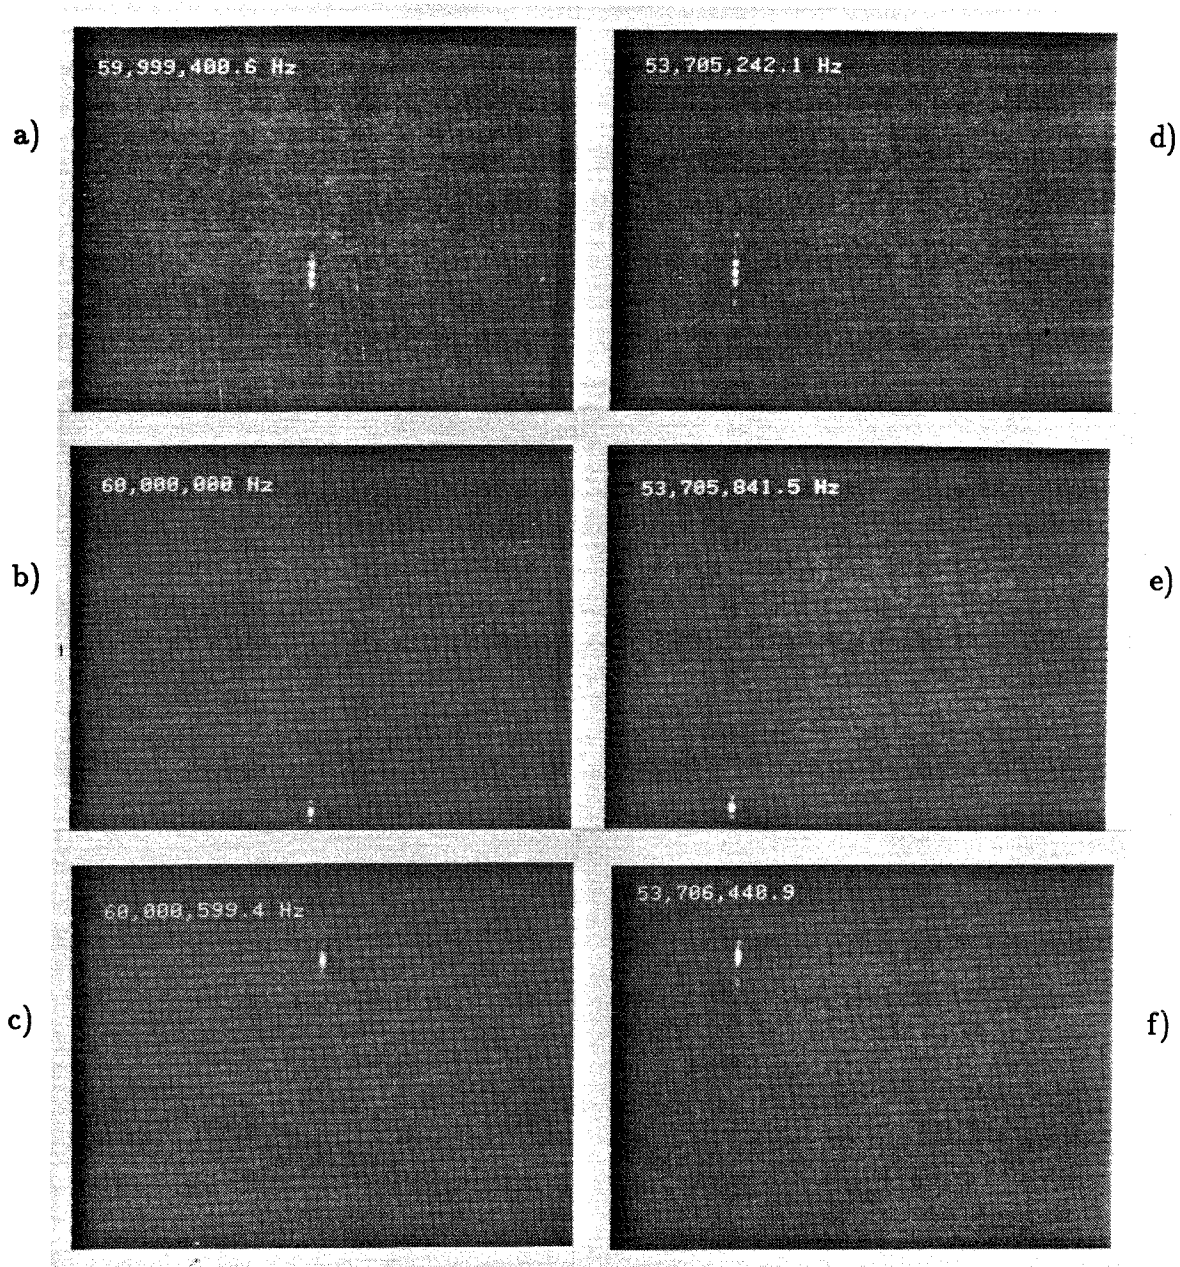 59,999,400.6 Hz
53,705,242.1 Hz
a)
d)
60,000,000 Hz
53,705,841.5 Hz
b)
e)
60,000,599.4 Hz
53,706,440.9
c)
f)